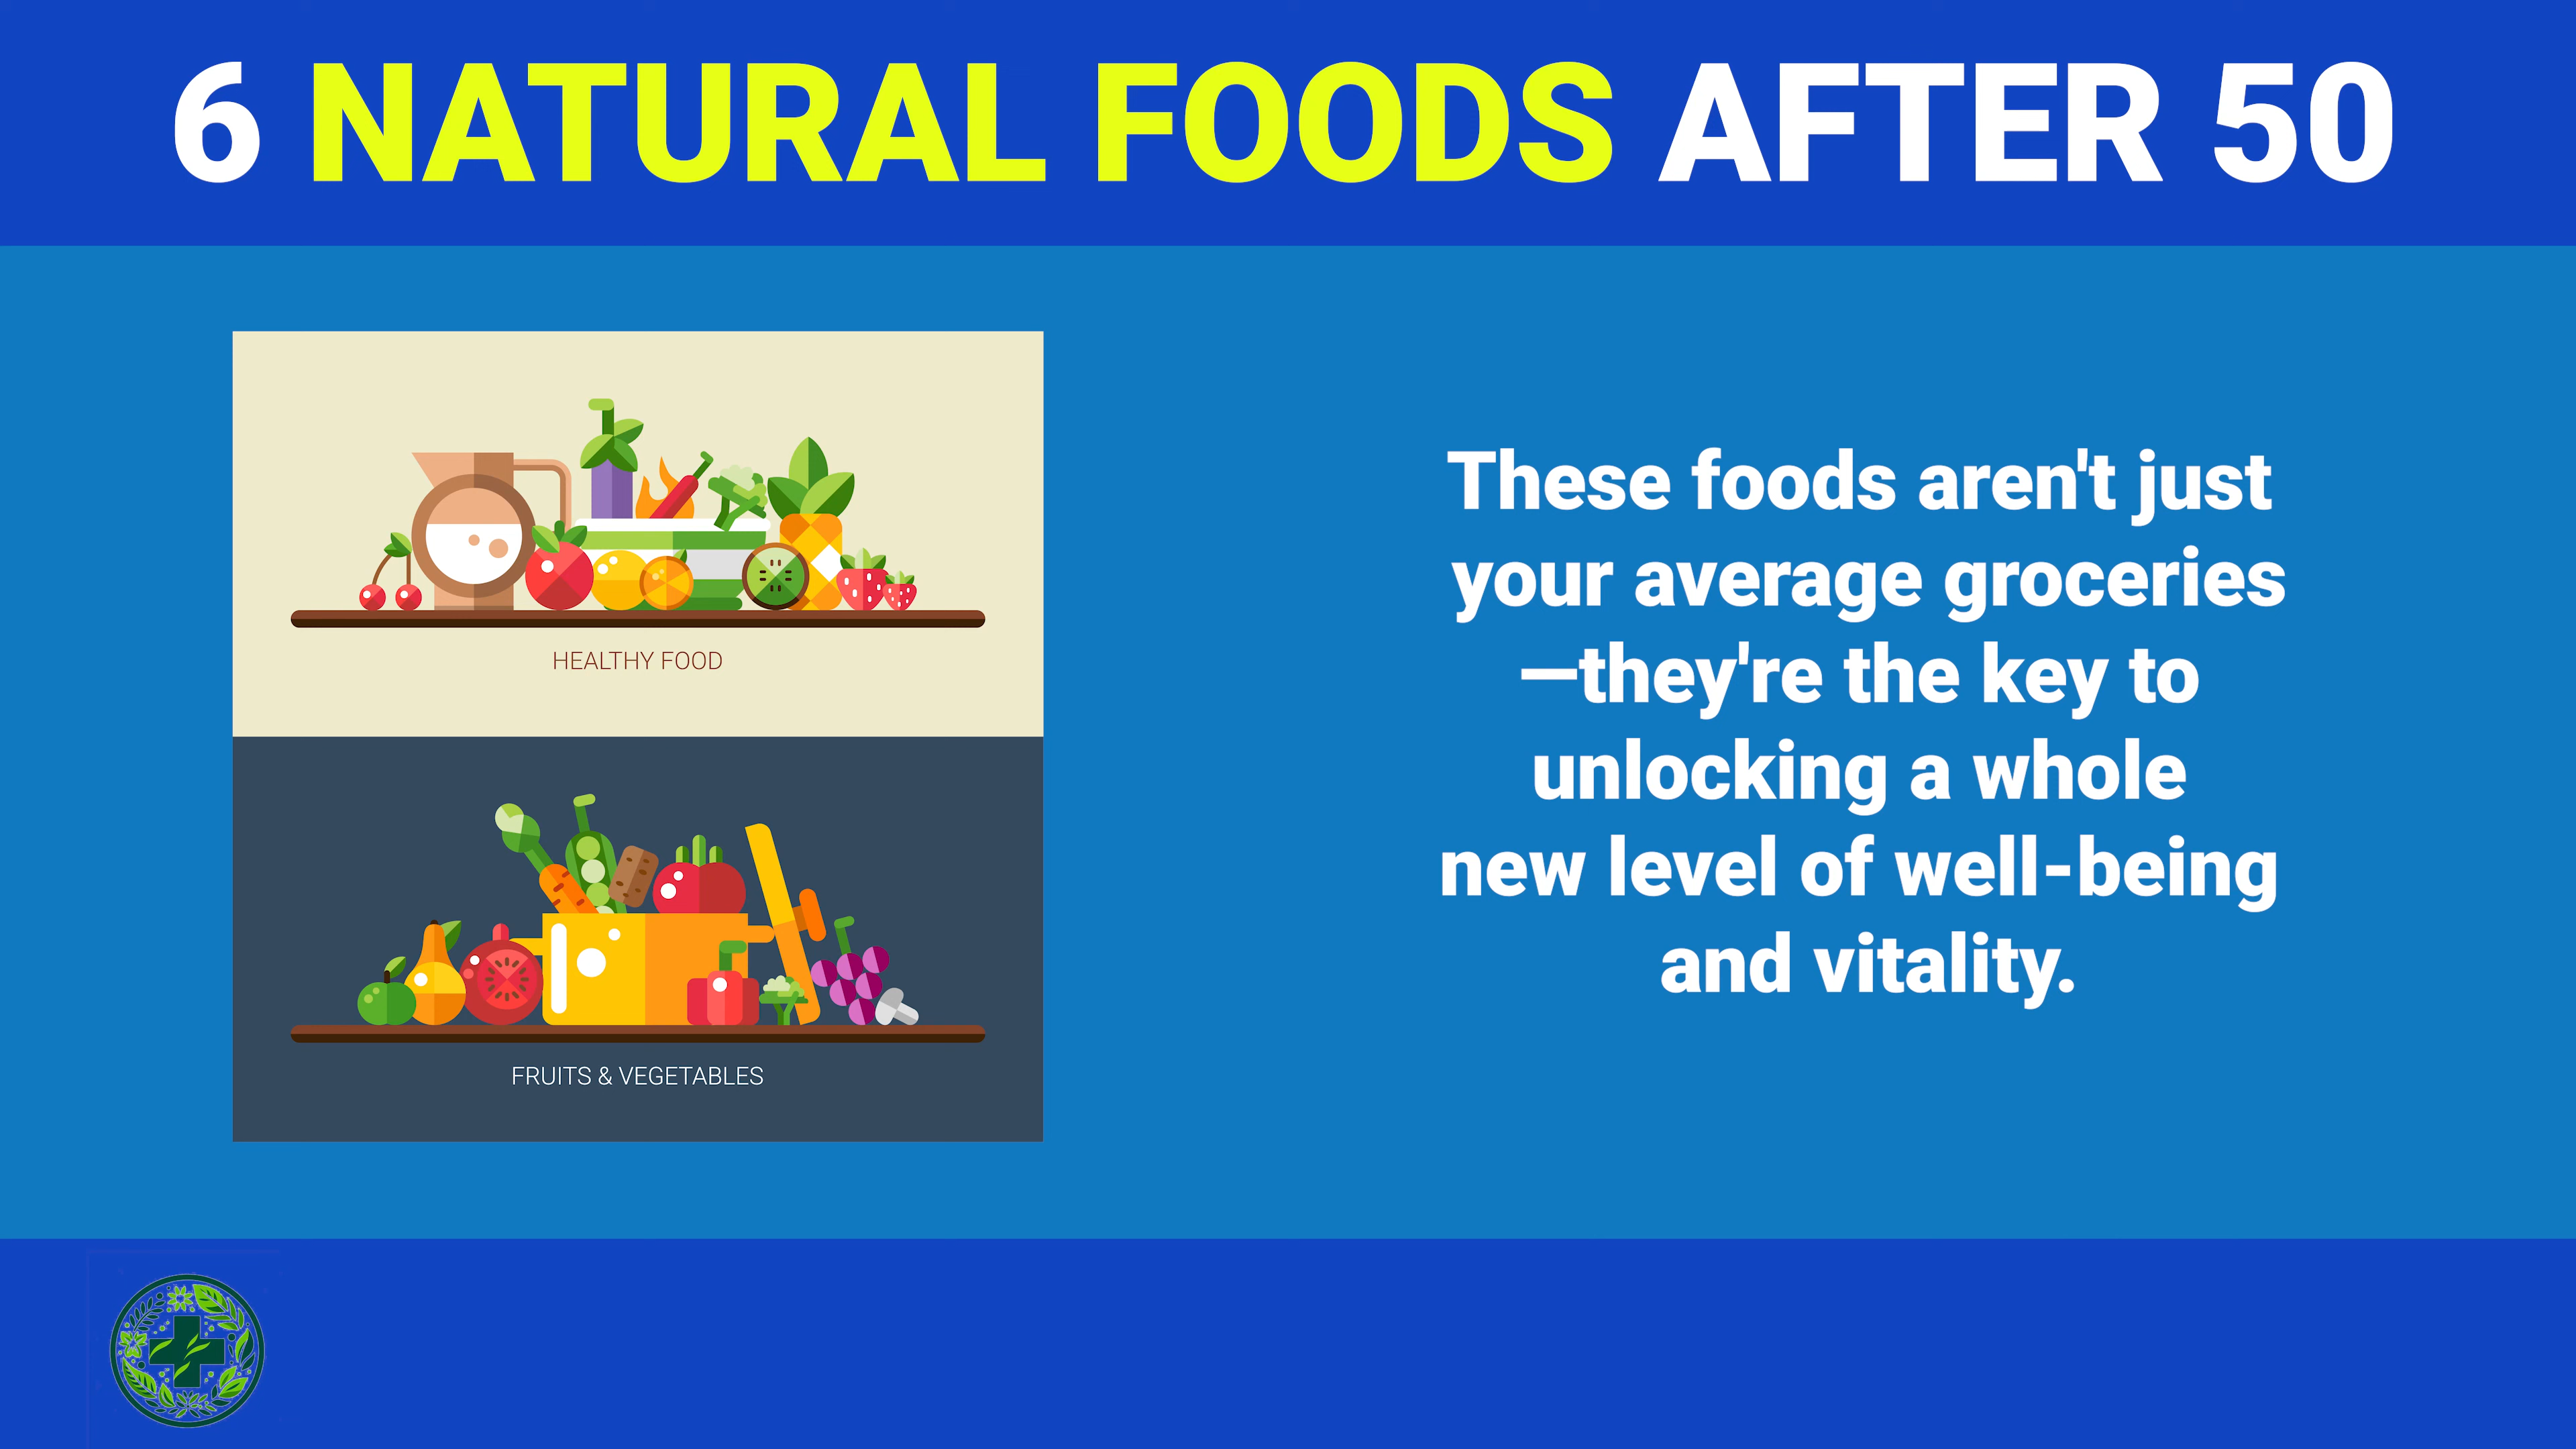 6 NATURAL FOODS AFTER 50
HEALTHY FOOD
FRUITS & VEGETABLES
These foods aren't just
your average groceries
—they're the key to
unlocking a whole
new level of well-being
and vitality.